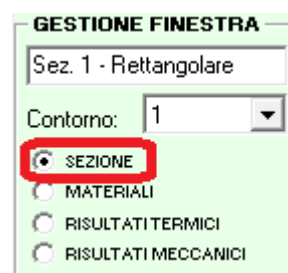 GESTIONE FINESTRA
Sez. 1 - Rettangolare
Contorno: 1
SEZIONE
MATERIALI
RISULTATI TERMICI
RISULTATI MECCANICI